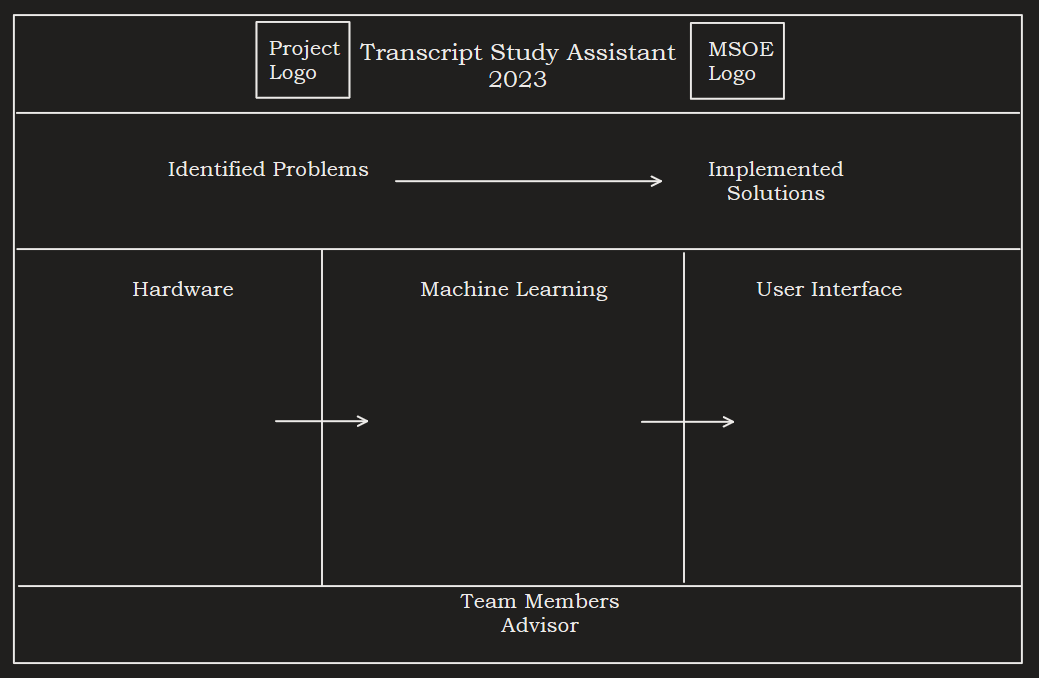 Project
Logo
Transcript Study Assistant
2023
MSOE
Logo
Identified Problems
Implemented
Solutions
Hardware
Machine Learning
User Interface
Team Members
Advisor